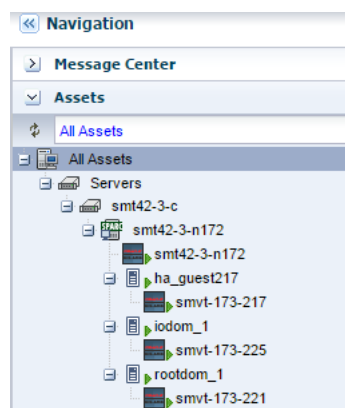 Navigation
Message Center
Assets
All Assets
All Assets
Servers
smt42-3-c
smt42-3-n172
smt42-3-n172
ha_guest217
smvt-173-217
iodom_1
smvt-173-225
rootdom_1
smvt-173-221